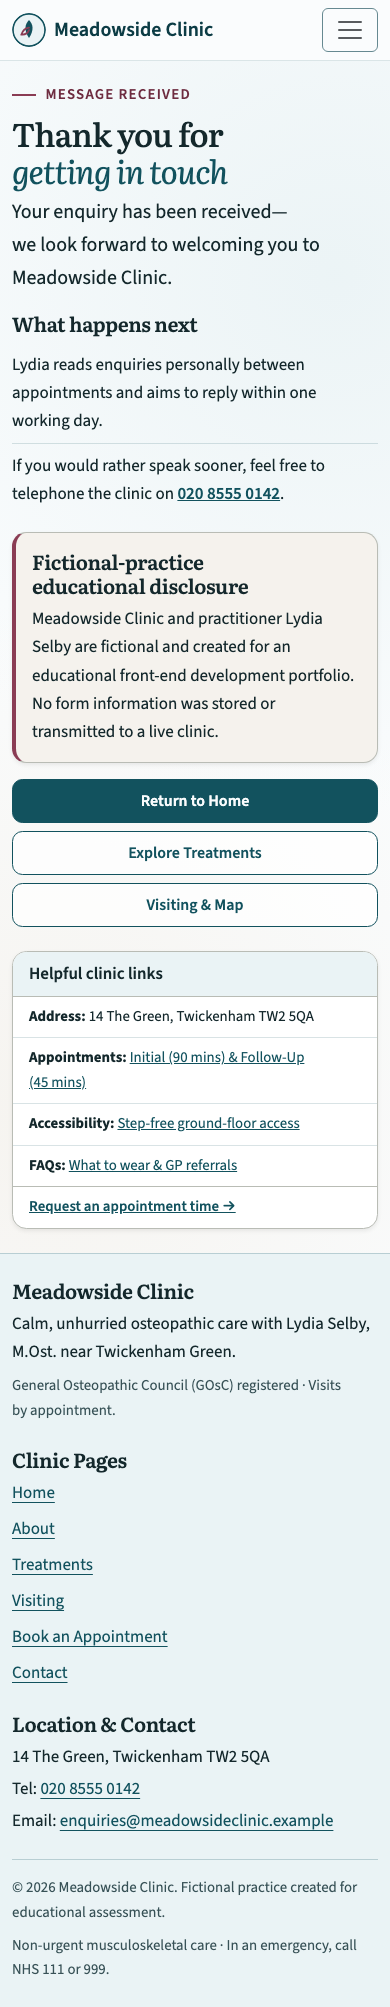 Meadowside Clinic
MESSAGE RECEIVED
Thank you for
getting in touch
Your enquiry has been received—
we look forward to welcoming you to
Meadowside Clinic.
What happens next
Lydia reads enquiries personally between
appointments and aims to reply within one
working day.
If you would rather speak sooner, feel free to
telephone the clinic on 020 8555 0142.
Fictional-practice
educational disclosure
Meadowside Clinic and practitioner Lydia
Selby are fictional and created for an
educational front-end development portfolio.
No form information was stored or
transmitted to a live clinic.
Return to Home
Explore Treatments
Visiting & Map
Helpful clinic links
Address: 14 The Green, Twickenham TW2 5QA
Appointments: Initial (90 mins) & Follow-Up
(45 mins)
Accessibility: Step-free ground-floor access
FAQs: What to wear & GP referrals
Request an appointment time →
Meadowside Clinic
Calm, unhurried osteopathic care with Lydia Selby,
M.Ost. near Twickenham Green.
General Osteopathic Council (GOsC) registered · Visits
by appointment.
Clinic Pages
Home
About
Treatments
Visiting
Book an Appointment
Contact
Location & Contact
14 The Green, Twickenham TW2 5QA
Tel: 020 8555 0142
Email: enquiries@meadowsideclinic.example
© 2026 Meadowside Clinic. Fictional practice created for
educational assessment.
Non-urgent musculoskeletal care · In an emergency, call
NHS 111 or 999.